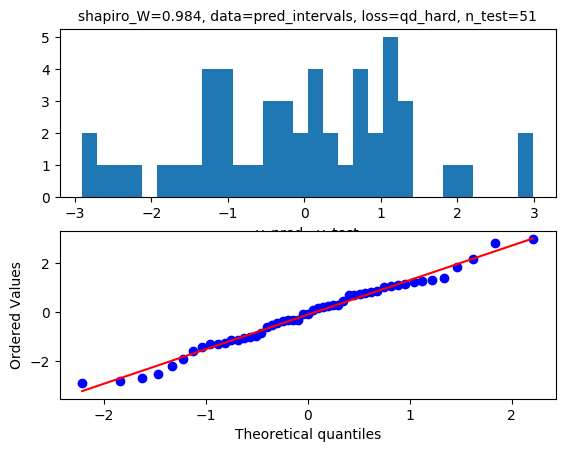 shapiro_W=0.984, data=pred_intervals, loss=qd_hard, n_test=51
5
4
3
2
1
0
−3 −2 −1 0 1 2 3
2
0
−2
Ordered Values
−2 −1 0 1 2
Theoretical quantiles